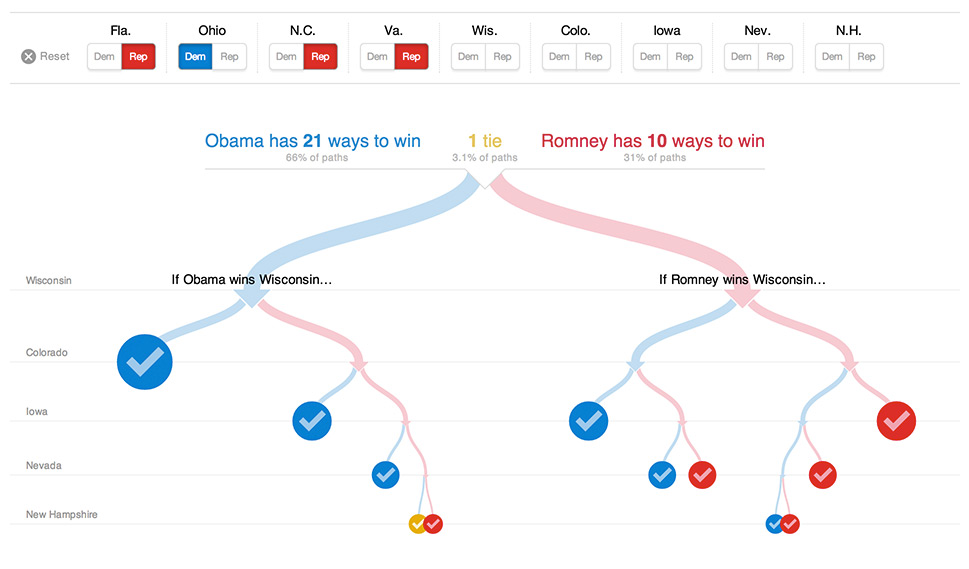 Fla. Ohio N.C. Va. Wis. Colo. Iowa Nev. N.H.
Reset Dem Rep Dem Rep Dem Rep Dem Rep Dem Rep Dem Rep Dem Rep Dem Rep Dem Rep
Obama has 21 ways to win 1 tie Romney has 10 ways to win
66% of paths 3.1% of paths 31% of paths
Wisconsin If Obama wins Wisconsin… If Romney wins Wisconsin…
Colorado
Iowa
Nevada
New Hampshire